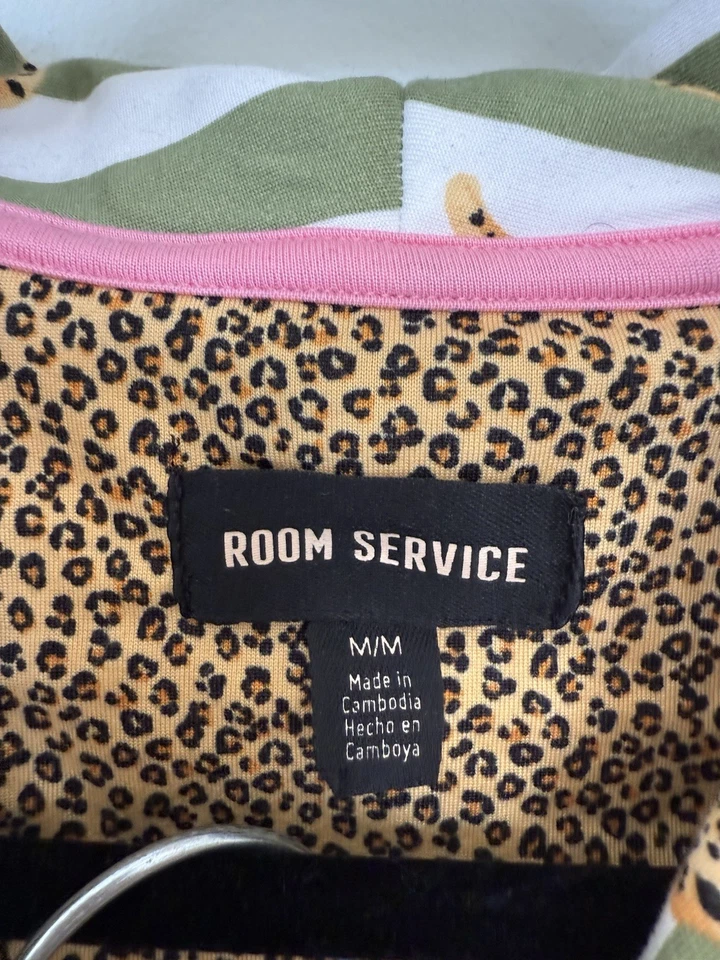 ROOM SERVICE
M/M
Made in
Cambodia
Hecho en
Camboya